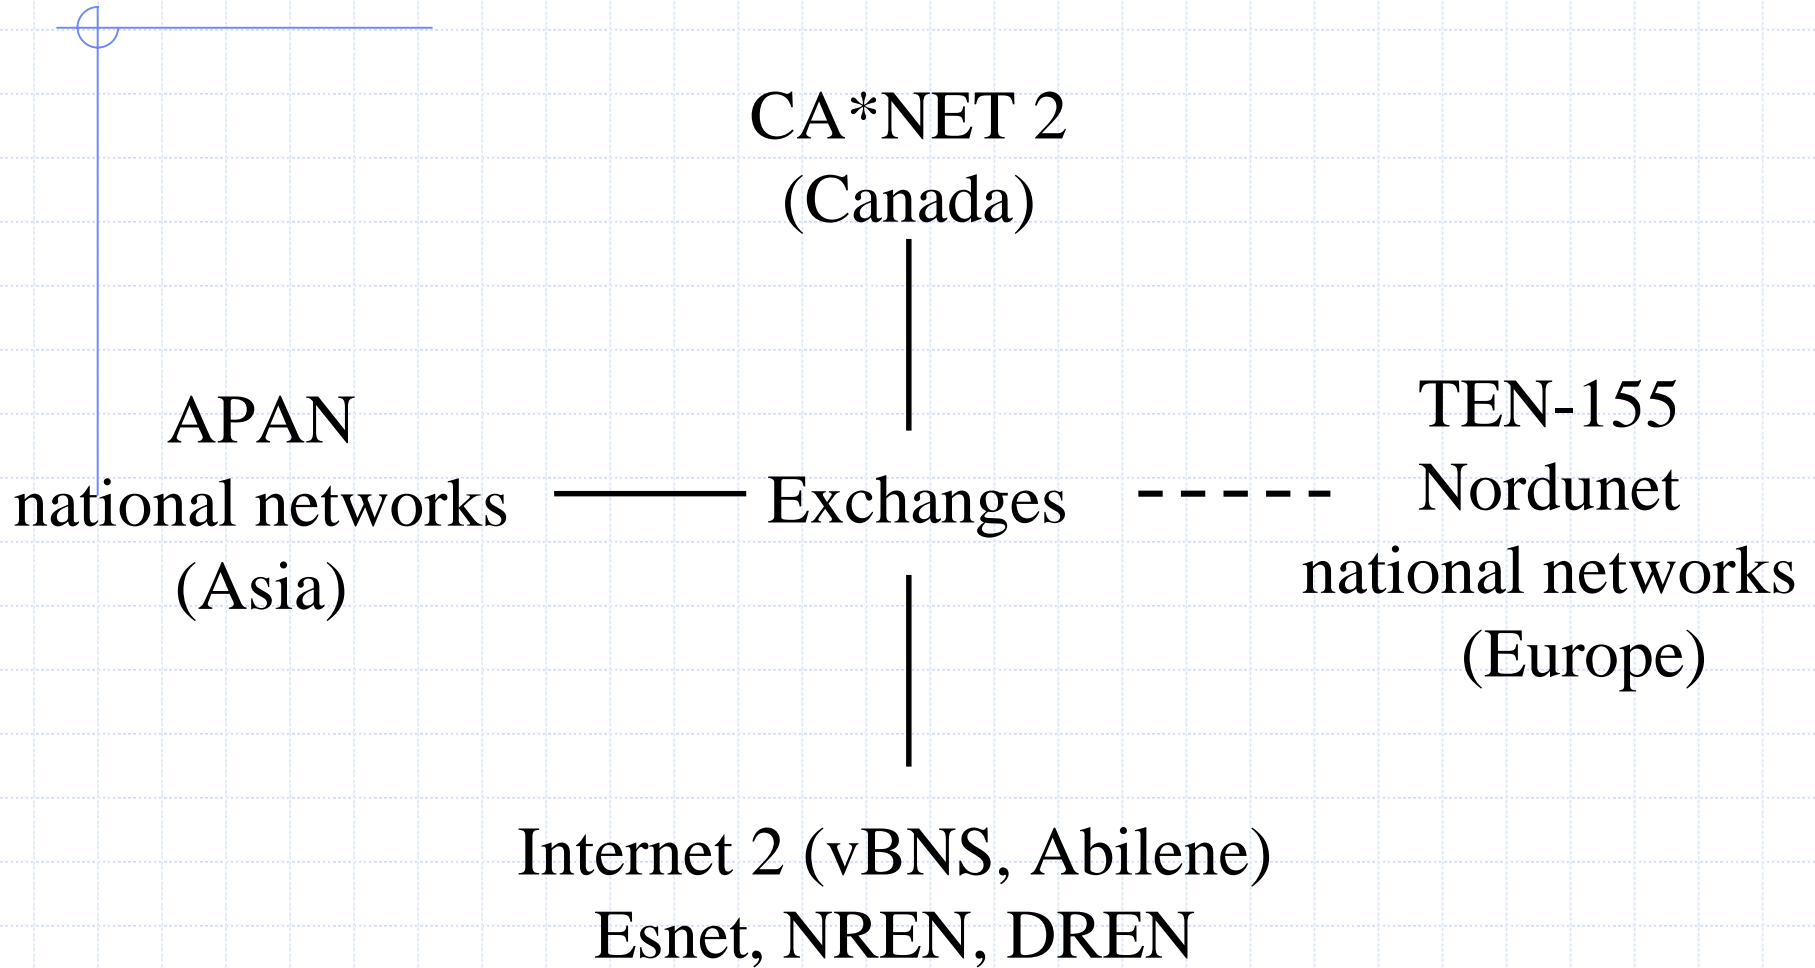 CA*NET 2
(Canada)
APAN
national networks
(Asia)
Exchanges
TEN-155
Nordunet
national networks
(Europe)
Internet 2 (vBNS, Abilene)
Esnet, NREN, DREN